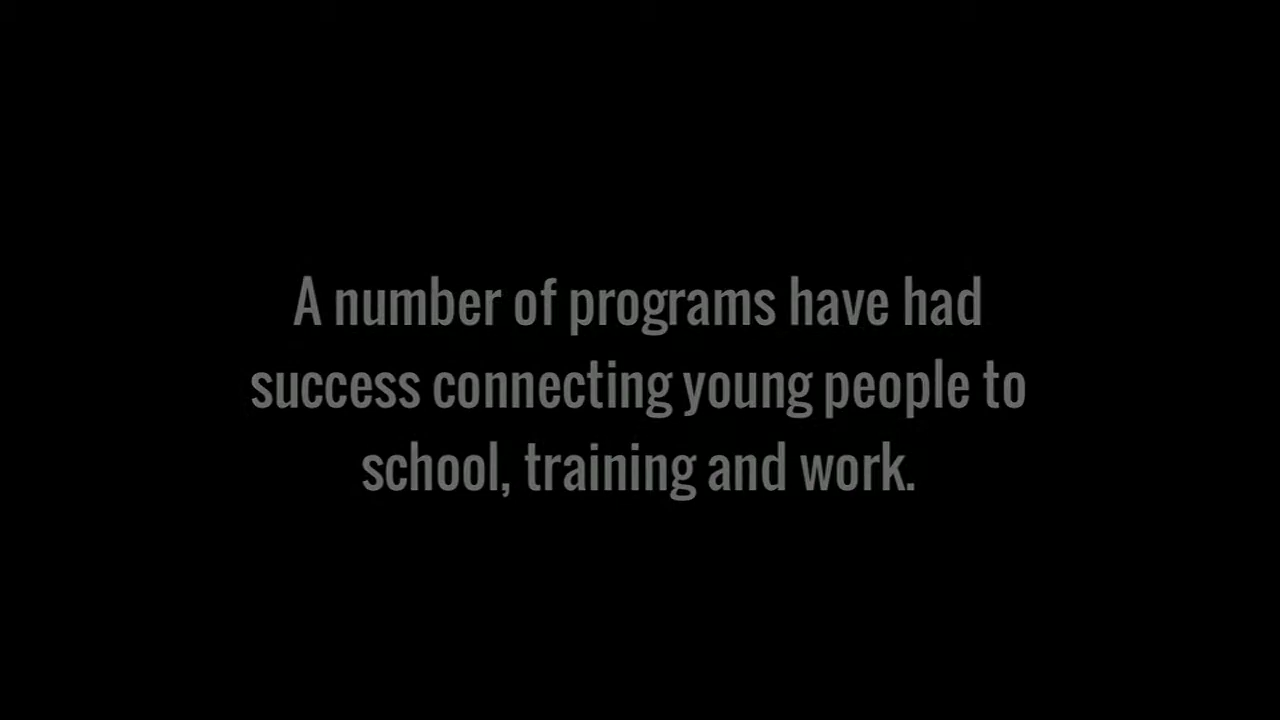 A number of programs have had
success connecting young people to
school, training and work.